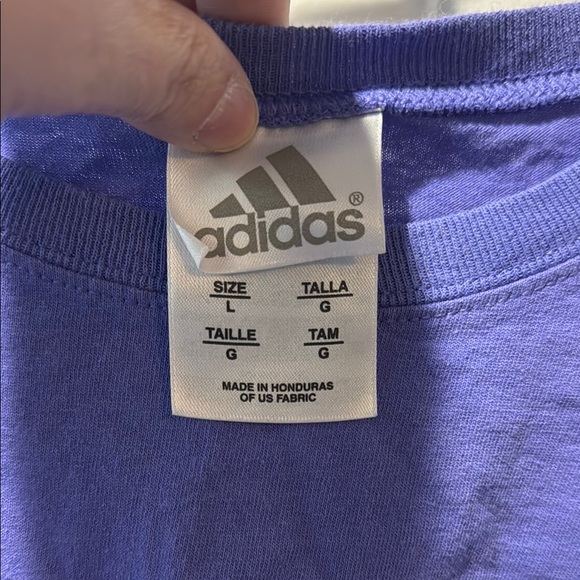 adidas®
SIZE TALLA
L G
TAILLE TAM
G G
MADE IN HONDURAS
OF US FABRIC